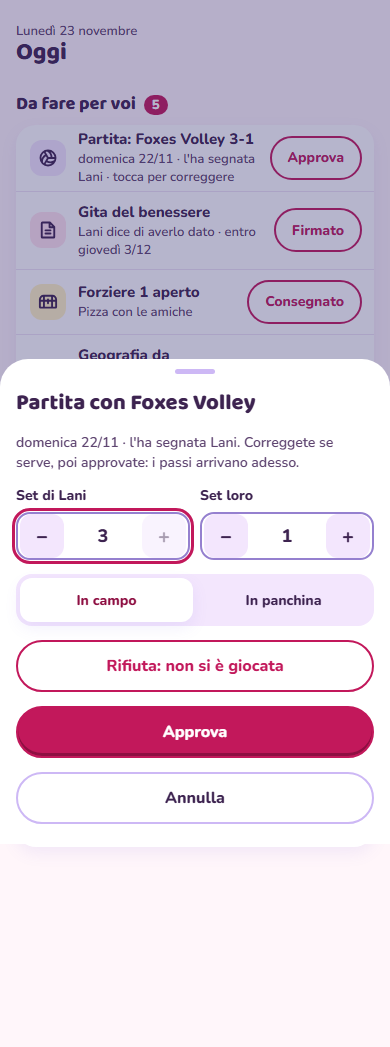 Lunedì 23 novembre
Oggi
Da fare per voi 5
Partita: Foxes Volley 3-1
domenica 22/11 · l'ha segnata
Lani · tocca per correggere
Approva
Gita del benessere
Lani dice di averlo dato · entro
giovedì 3/12
Firmato
Forziere 1 aperto
Pizza con le amiche
Consegnato
Geografia da
Partita con Foxes Volley
domenica 22/11 · l'ha segnata Lani. Correggete se
serve, poi approvate: i passi arrivano adesso.
Set di Lani
Set loro
− 3 +
− 1 +
In campo
In panchina
Rifiuta: non si è giocata
Approva
Annulla